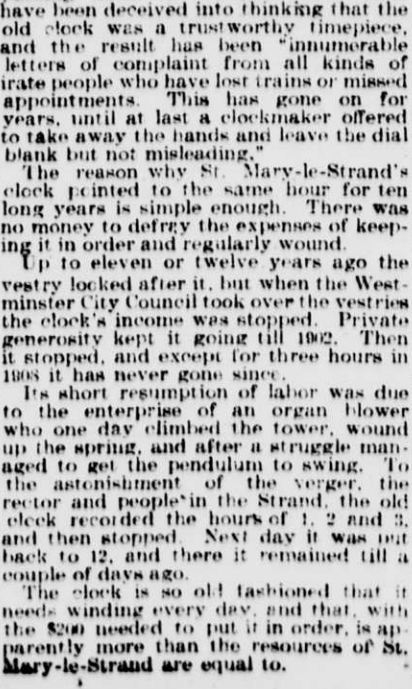 have been deceived into thinking that the
old clock was a trustworthy timepiece,
and the result has been "innumerable
letters of complaint from all kinds of
irate people who have lost trains or missed
appointments. This has gone on for
years, until at last a clockmaker offered
to take away the hands and leave the dial
blank but not misleading."
The reason why St. Mary-le-Strand's
clock pointed to the same hour for ten
long years is simple enough. There was
no money to defray the expenses of keep-
ing it in order and regularly wound.
Up to eleven or twelve years ago the
vestry looked after it, but when the West-
minster City Council took over the vestries
the clock's income was stopped. Private
generosity kept it going till 1902. Then
it stopped, and except for three hours in
1908 it has never gone since.
Its short resumption of labor was due
to the enterprise of an organ blower
who one day climbed the tower, wound
up the spring, and after a struggle man-
aged to get the pendulum to swing. To
the astonishment of the verger, the
rector and people in the Strand, the old
clock recorded the hours of 1, 2 and 3,
and then stopped. Next day it was put
back to 12, and there it remained till a
couple of days ago.
The clock is so old fashioned that it
needs winding every day, and that, with
the $200 needed to put it in order, is ap-
parently more than the resources of St.
Mary-le-Strand are equal to.